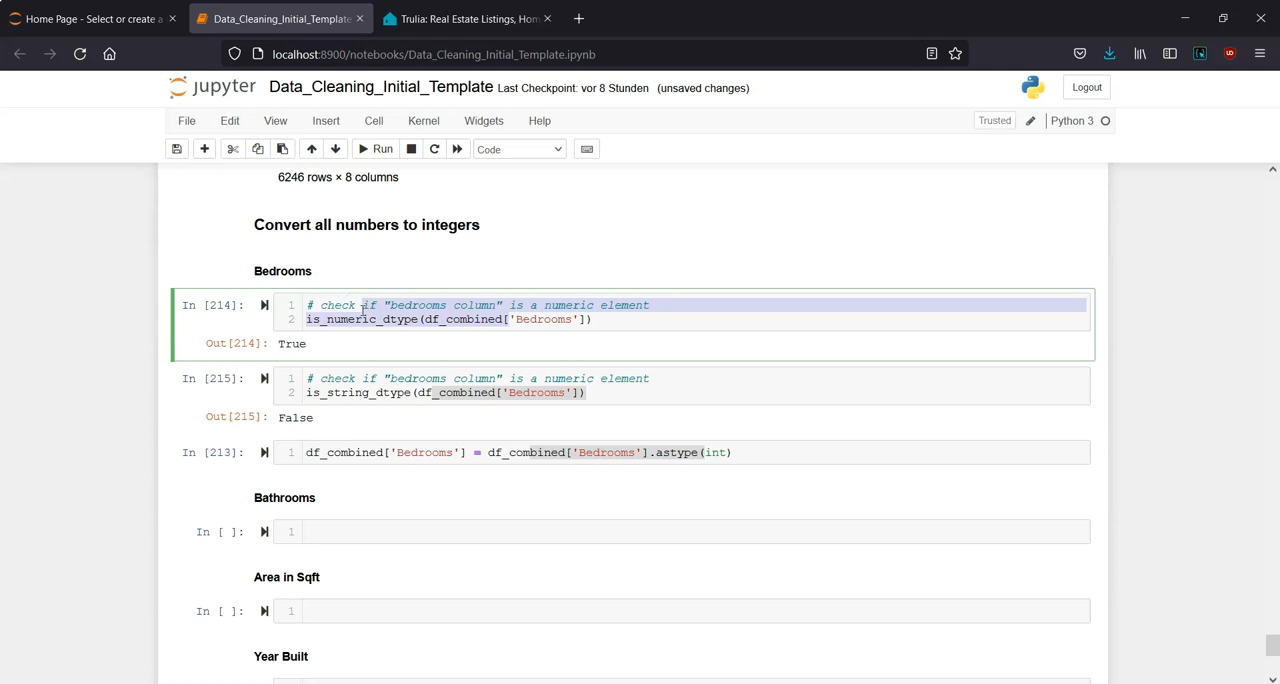 Home Page - Select or create a
Data_Cleaning_Initial_Template
Trulia: Real Estate Listings, Hom
localhost:8900/notebooks/Data_Cleaning_Initial_Template.ipynb
jupyter Data_Cleaning_Initial_Template Last Checkpoint: vor 8 Stunden (unsaved changes)
Logout
File Edit View Insert Cell Kernel Widgets Help
Trusted Python 3
Run Code
6246 rows × 8 columns
Convert all numbers to integers
Bedrooms
In [214]: 1 # check if "bedrooms column" is a numeric element
2 is_numeric_dtype(df_combined['Bedrooms'])
Out[214]: True
In [215]: 1 # check if "bedrooms column" is a numeric element
2 is_string_dtype(df_combined['Bedrooms'])
Out[215]: False
In [213]: 1 df_combined['Bedrooms'] = df_combined['Bedrooms'].astype(int)
Bathrooms
In [ ]: 1
Area in Sqft
In [ ]: 1
Year Built